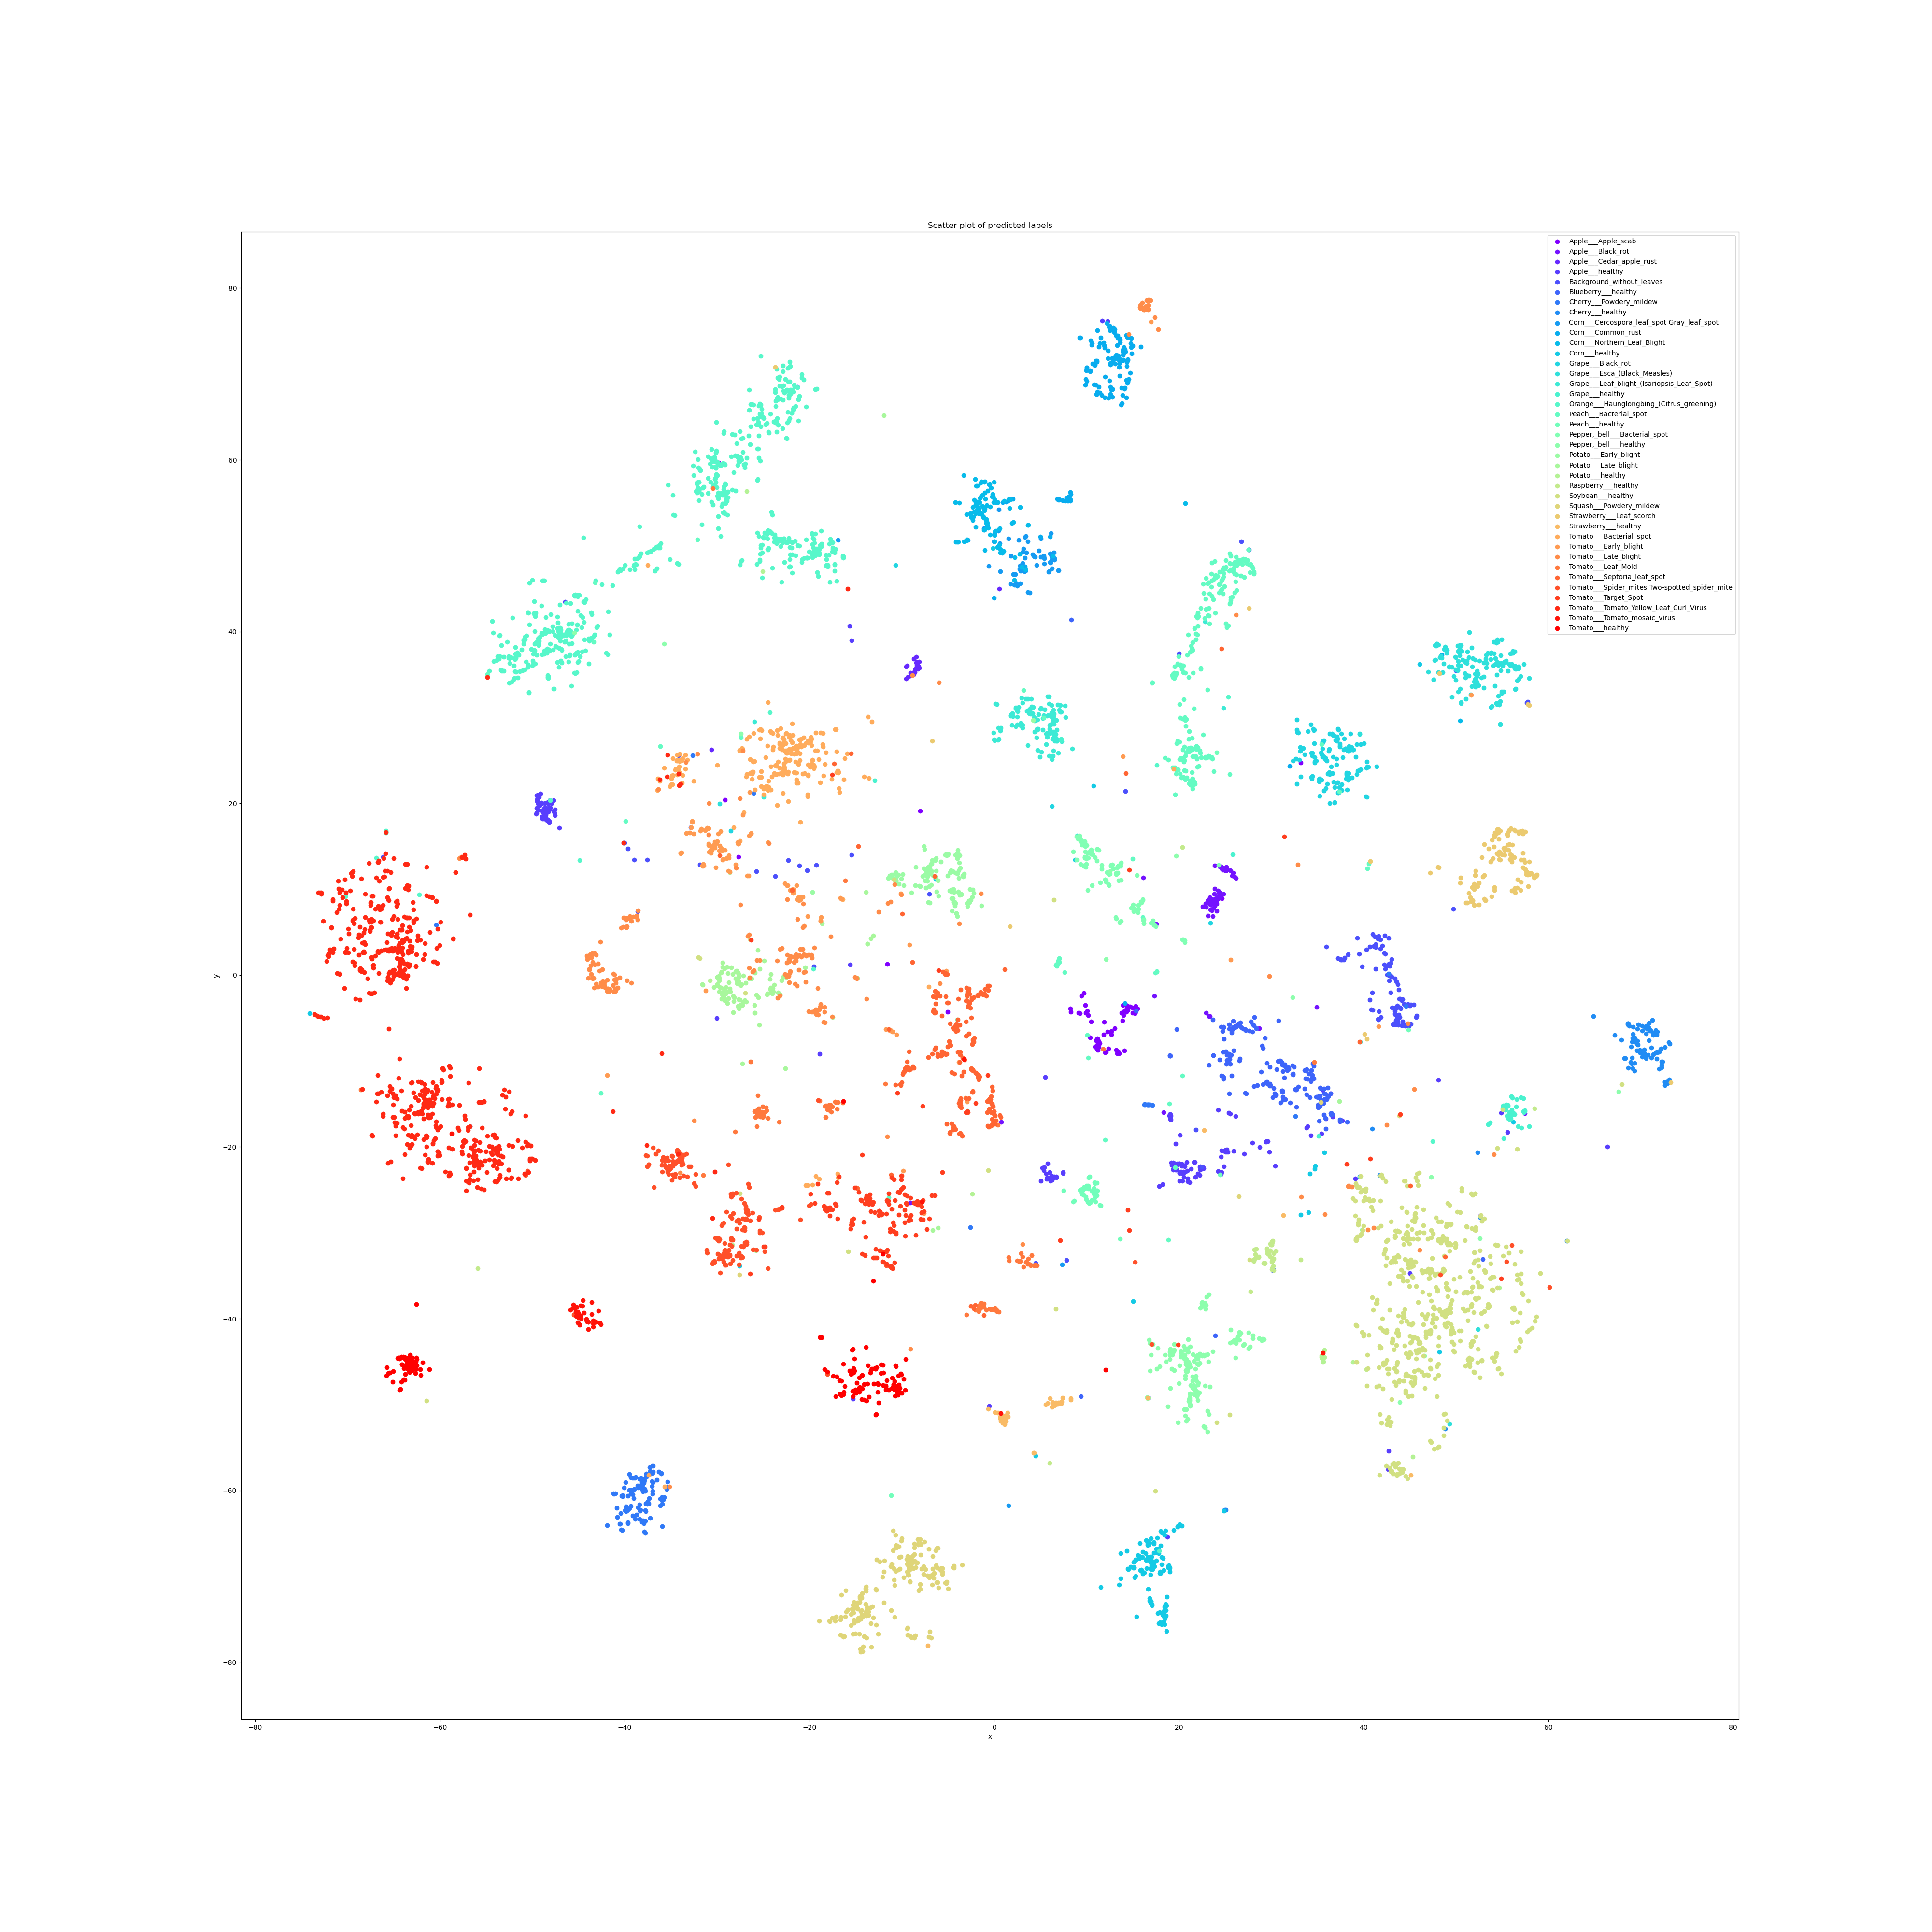 Scatter plot of predicted labels
Apple___Apple_scab
Apple___Black_rot
Apple___Cedar_apple_rust
Apple___healthy
Background_without_leaves
Blueberry___healthy
Cherry___Powdery_mildew
Cherry___healthy
Corn___Cercospora_leaf_spot Gray_leaf_spot
Corn___Common_rust
Corn___Northern_Leaf_Blight
Corn___healthy
Grape___Black_rot
Grape___Esca_(Black_Measles)
Grape___Leaf_blight_(Isariopsis_Leaf_Spot)
Grape___healthy
Orange___Haunglongbing_(Citrus_greening)
Peach___Bacterial_spot
Peach___healthy
Pepper,_bell___Bacterial_spot
Pepper,_bell___healthy
Potato___Early_blight
Potato___Late_blight
Potato___healthy
Raspberry___healthy
Soybean___healthy
Squash___Powdery_mildew
Strawberry___Leaf_scorch
Strawberry___healthy
Tomato___Bacterial_spot
Tomato___Early_blight
Tomato___Late_blight
Tomato___Leaf_Mold
Tomato___Septoria_leaf_spot
Tomato___Spider_mites Two-spotted_spider_mite
Tomato___Target_Spot
Tomato___Tomato_Yellow_Leaf_Curl_Virus
Tomato___Tomato_mosaic_virus
Tomato___healthy
80
60
40
20
0
−20
−40
−60
−80
y
−80 −60 −40 −20 0 20 40 60 80
x